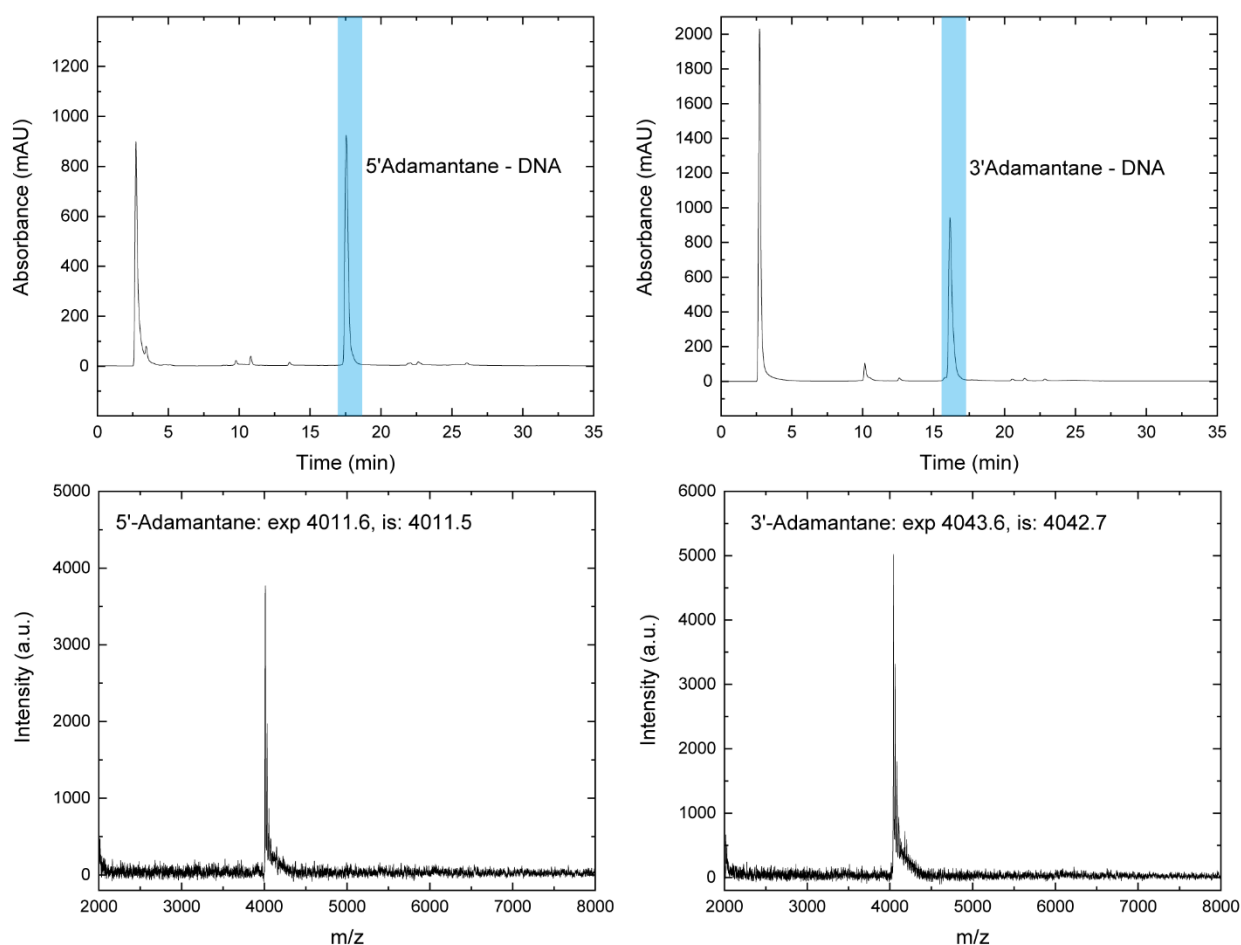 1200
1000
800
600
400
200
0
Absorbance (mAU)
5'Adamantane - DNA
0 5 10 15 20 25 30 35
Time (min)
2000
1800
1600
1400
1200
1000
800
600
400
200
0
Absorbance (mAU)
3'Adamantane - DNA
0 5 10 15 20 25 30 35
Time (min)
5000
4000
3000
2000
1000
0
Intensity (a.u.)
5'-Adamantane: exp 4011.6, is: 4011.5
2000 3000 4000 5000 6000 7000 8000
m/z
6000
5000
4000
3000
2000
1000
0
Intensity (a.u.)
3'-Adamantane: exp 4043.6, is: 4042.7
2000 3000 4000 5000 6000 7000 8000
m/z